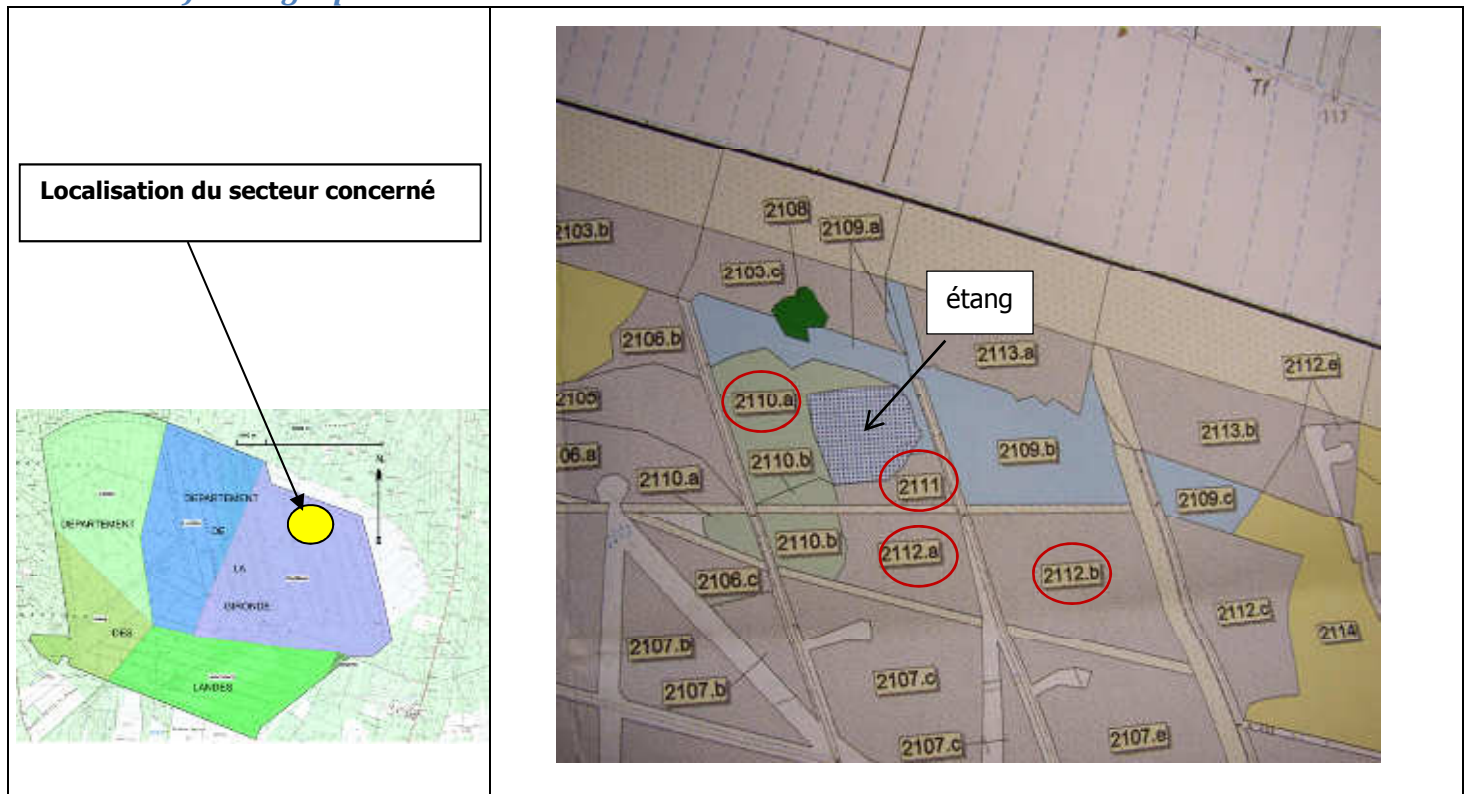 Localisation du secteur concerné
N
DEPARTEMENT
DEPARTEMENT
DE
LA
GIRONDE
DES
LANDES
Tf
111
2108
2109.a
2103.b
2103.c
étang
2106.b
2113.a
2112.e
2105
2110.a
2113.b
2109.b
06.a
2110.a
2110.b
2111
2109.c
2110.b
2112.a
2106.c
2112.b
2112.c
2114
2107.b
2107.b
2107.c
2107.c
2107.e